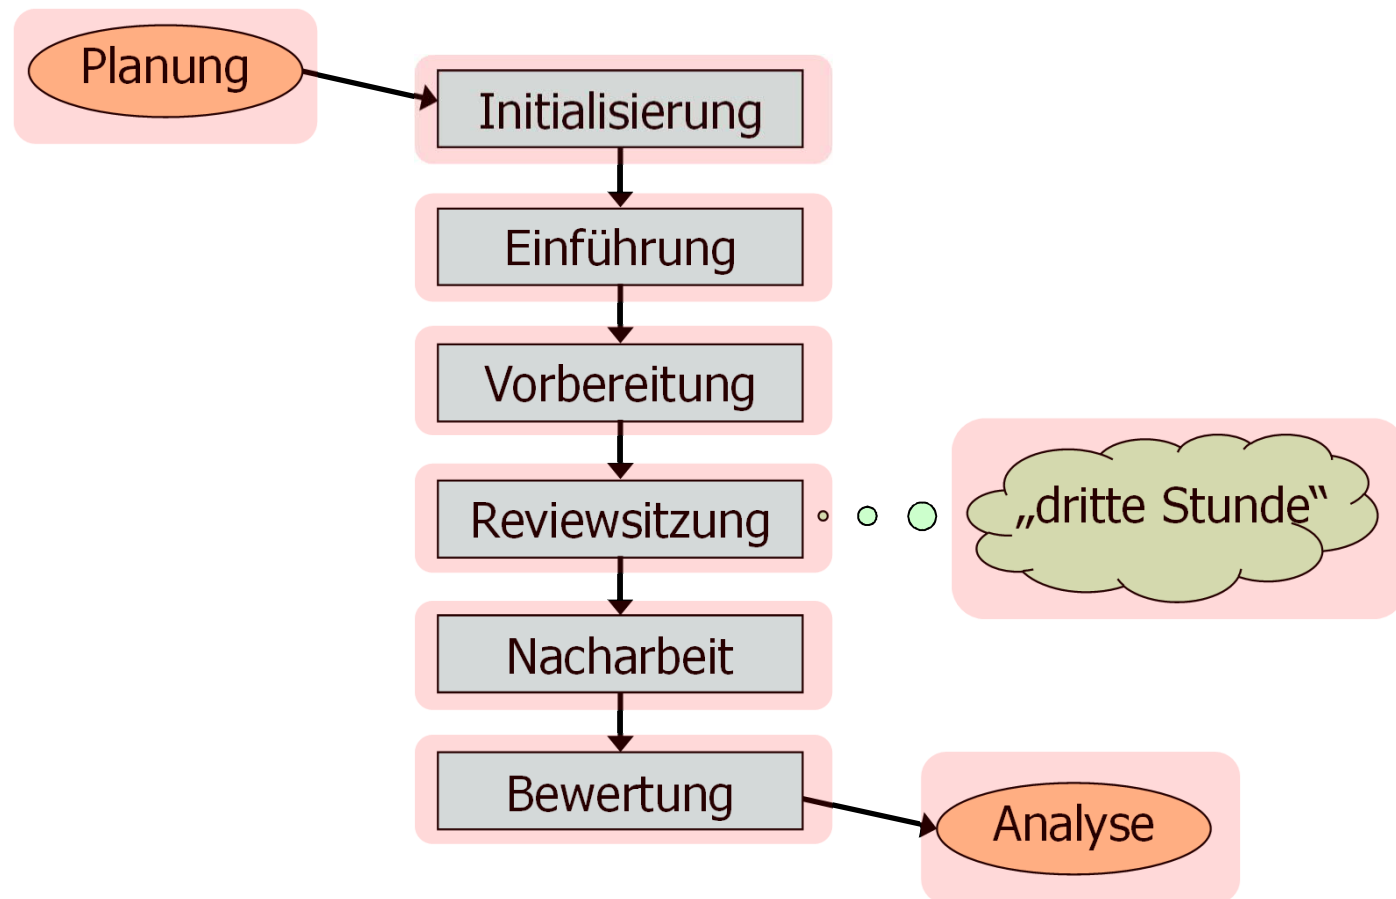 Planung
Initialisierung
Einführung
Vorbereitung
Reviewsitzung
„dritte Stunde“
Nacharbeit
Bewertung
Analyse